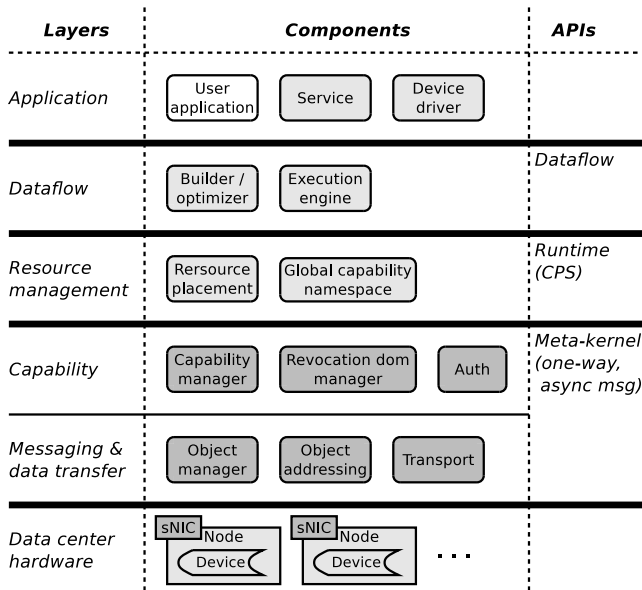 Layers Components APIs
Application
User
application
Service
Device
driver
Dataflow
Dataflow
Builder /
optimizer
Execution
engine
Resource
management
Rersource
placement
Global capability
namespace
Runtime
(CPS)
Capability
Capability
manager
Revocation dom
manager
Auth
Meta-kernel
(one-way,
async msg)
Messaging &
data transfer
Object
manager
Object
addressing
Transport
Data center
hardware
sNIC
Node
Device
sNIC
Node
Device
...